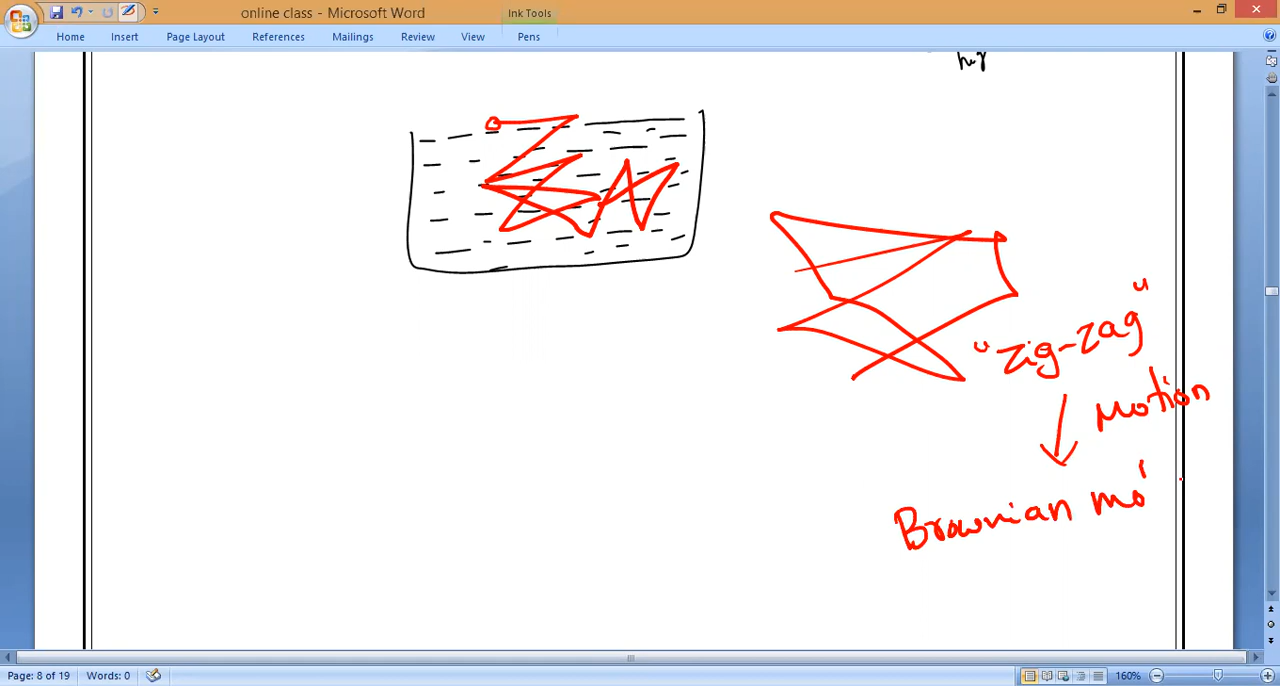 online class - Microsoft Word
Ink Tools
Home Insert Page Layout References Mailings Review View Pens
"zig-zag"
Motion
Brownian mo
Page: 8 of 19 Words: 0 160%